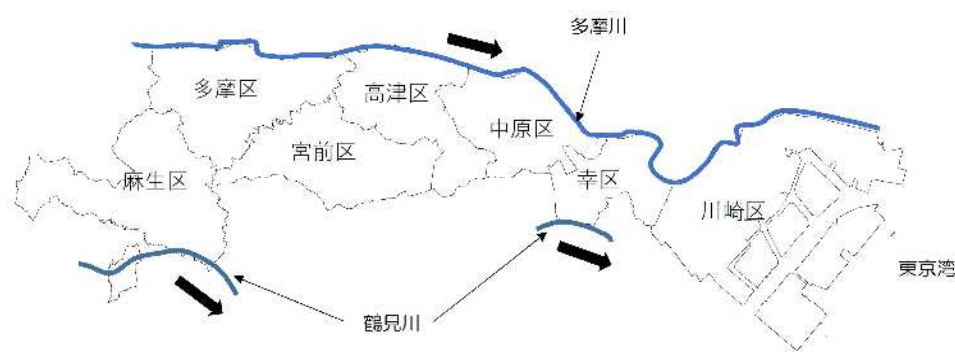 多摩川
多摩区
高津区
中原区
宮前区
麻生区
幸区
川崎区
東京湾
鶴見川